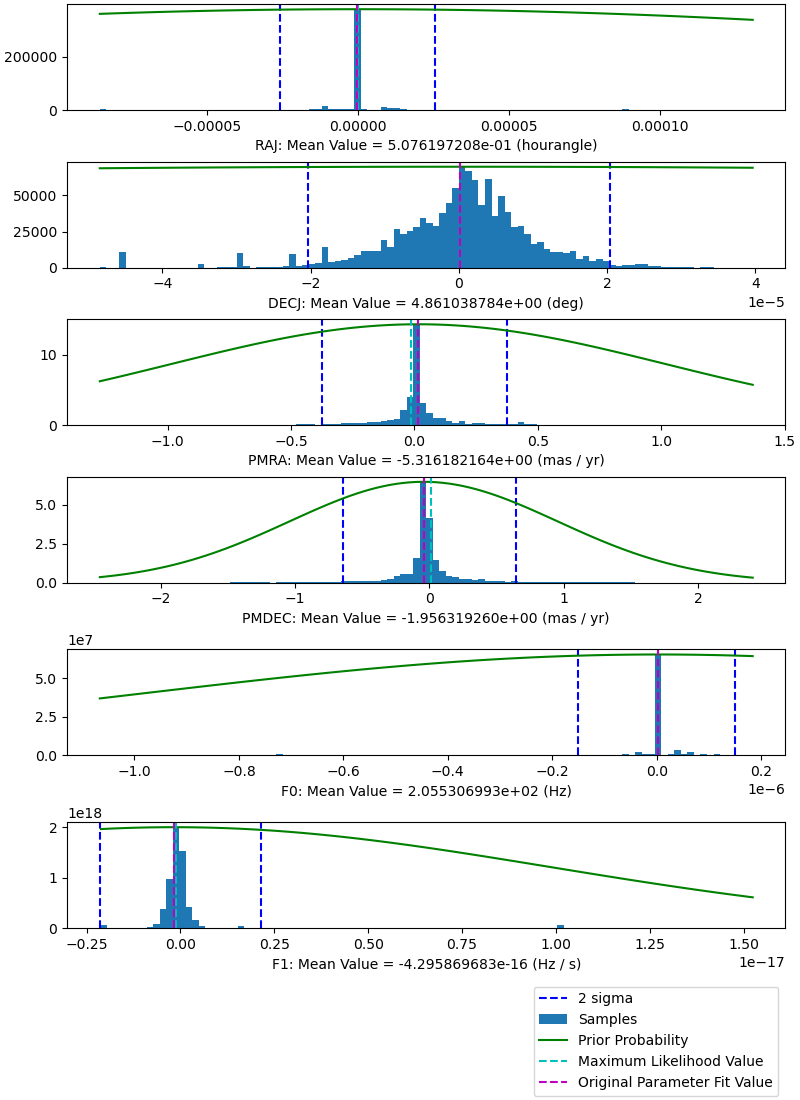 200000
0
−0.00005 0.00000 0.00005 0.00010
RAJ: Mean Value = 5.076197208e-01 (hourangle)
50000
25000
0
−4 −2 0 2 4
1e−5
DECJ: Mean Value = 4.861038784e+00 (deg)
10
0
−1.0 −0.5 0.0 0.5 1.0 1.5
PMRA: Mean Value = -5.316182164e+00 (mas / yr)
5.0
2.5
0.0
−2 −1 0 1 2
PMDEC: Mean Value = -1.956319260e+00 (mas / yr)
1e7
5.0
2.5
0.0
−1.0 −0.8 −0.6 −0.4 −0.2 0.0 0.2
1e−6
F0: Mean Value = 2.055306993e+02 (Hz)
1e18
2
1
0
−0.25 0.00 0.25 0.50 0.75 1.00 1.25 1.50
1e−17
F1: Mean Value = -4.295869683e-16 (Hz / s)
2 sigma
Samples
Prior Probability
Maximum Likelihood Value
Original Parameter Fit Value